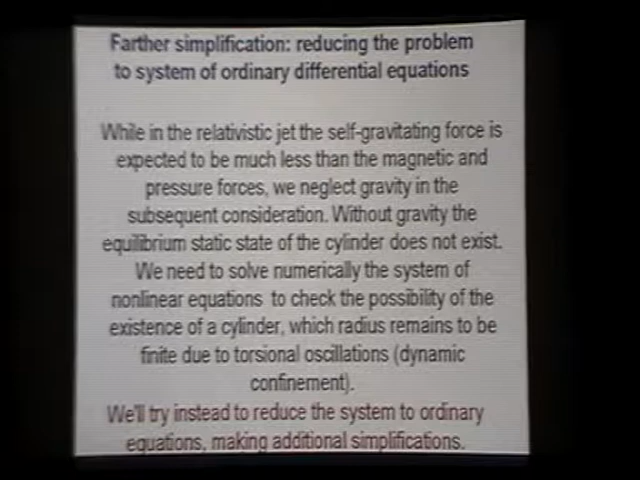 Farther simplification: reducing the problem
to system of ordinary differential equations
While in the relativistic jet the self-gravitating force is
expected to be much less than the magnetic and
pressure forces, we neglect gravity in the
subsequent consideration. Without gravity the
equilibrium static state of the cylinder does not exist.
We need to solve numerically the system of
nonlinear equations to check the possibility of the
existence of a cylinder, which radius remains to be
finite due to torsional oscillations (dynamic
confinement).
We'll try instead to reduce the system to ordinary
equations, making additional simplifications.